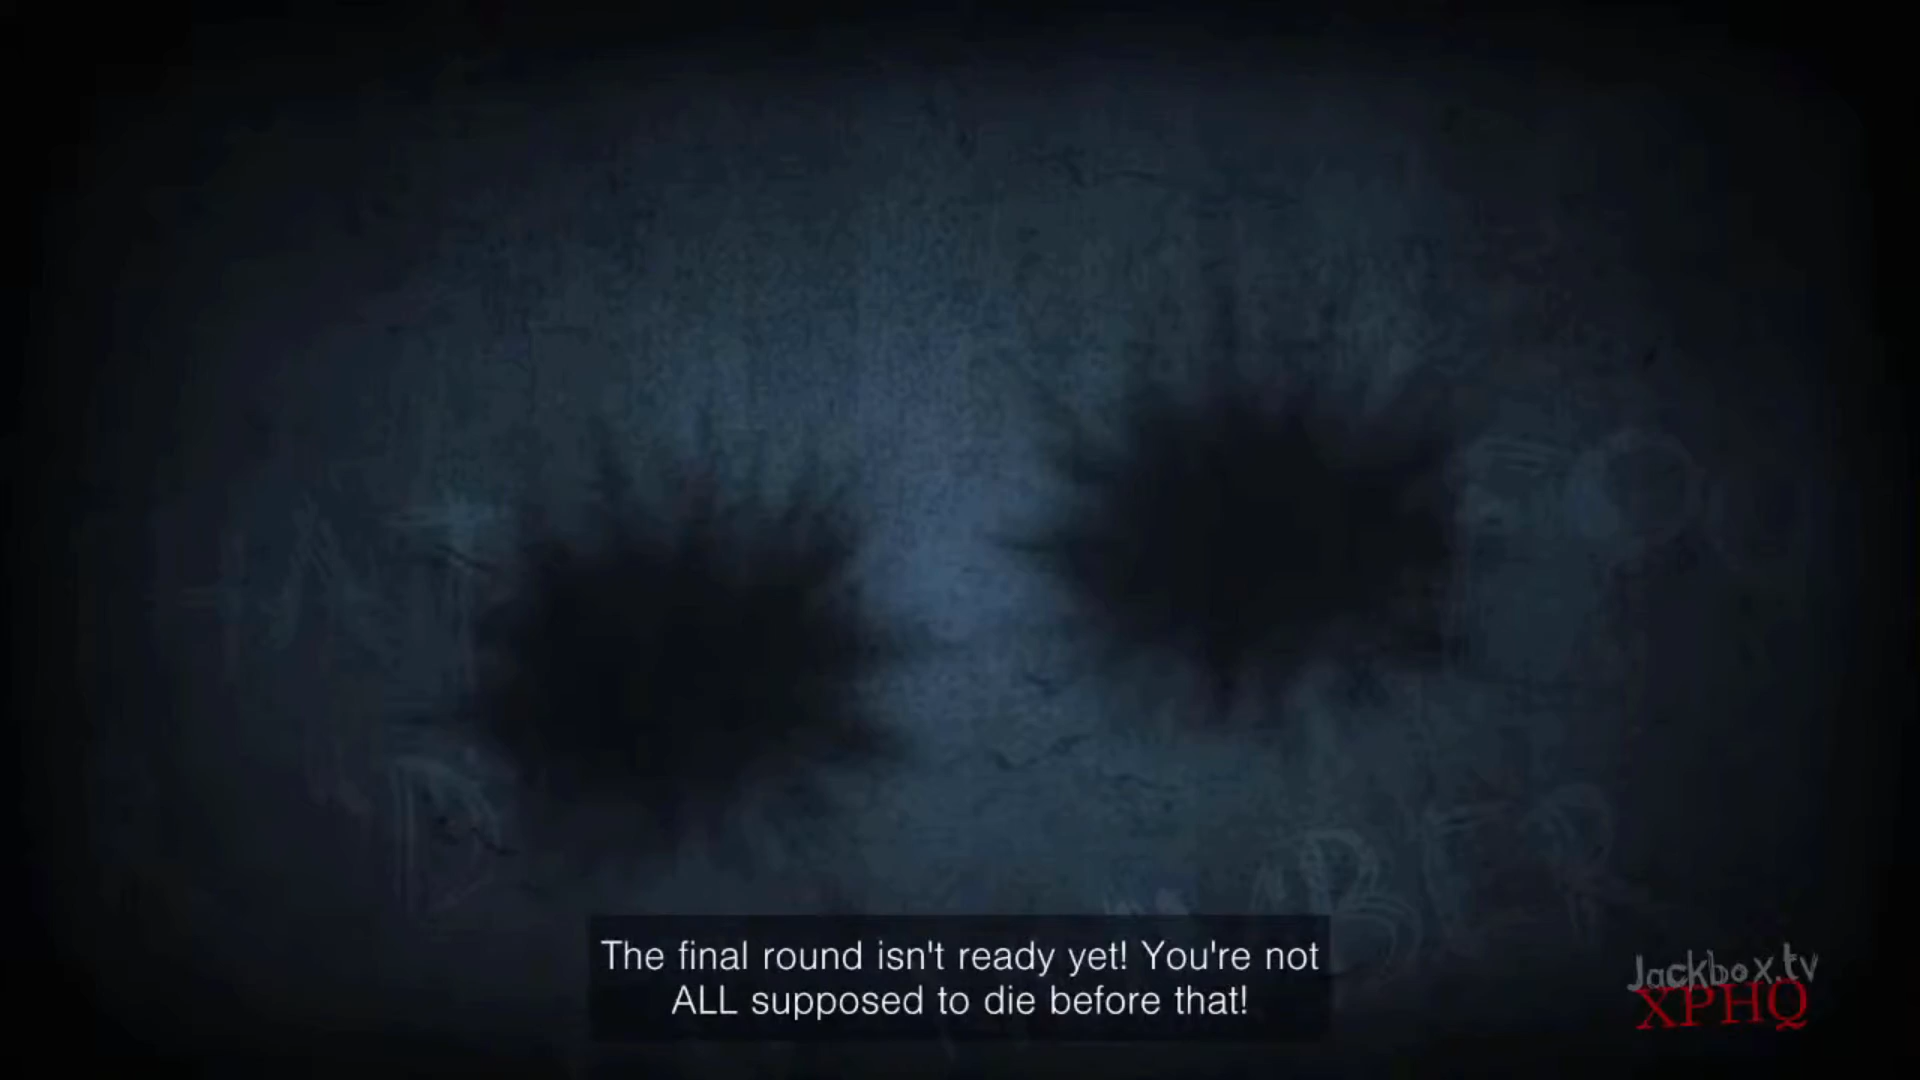 The final round isn't ready yet! You're not
ALL supposed to die before that!
Jackbox.tv
XPHQ